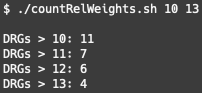 $ ./countRelWeights.sh 10 13
DRGs > 10: 11
DRGs > 11: 7
DRGs > 12: 6
DRGs > 13: 4